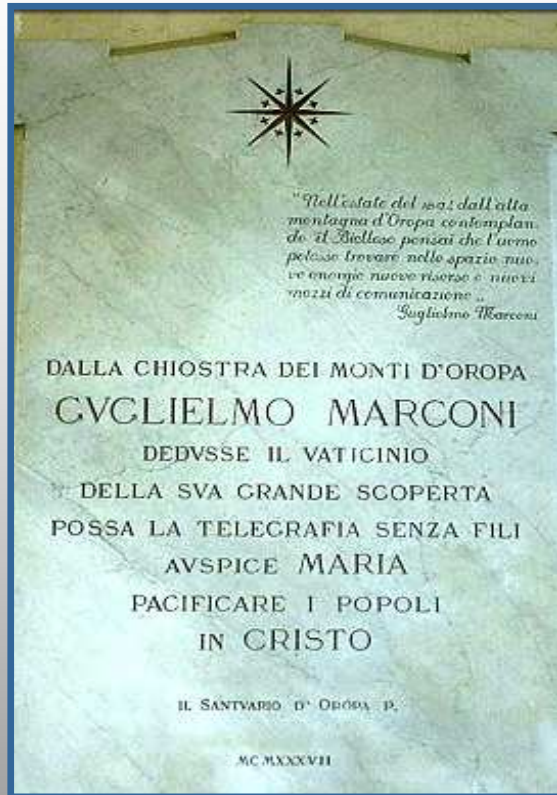 "Nell'estate del 1894 dall'alta
montagna d'Oropa contemplan
do il Biellese pensai che l'uomo
potesse trovare nello spazio nuo
ve energie nuove risorse e nuovi
mezzi di comunicazione„
Guglielmo Marconi
DALLA CHIOSTRA DEI MONTI D'OROPA
GVGLIELMO MARCONI
DEDVSSE IL VATICINIO
DELLA SVA GRANDE SCOPERTA
POSSA LA TELEGRAFIA SENZA FILI
AVSPICE MARIA
PACIFICARE I POPOLI
IN CRISTO
IL SANTVARIO D'OROPA P.
MCMXXXVII